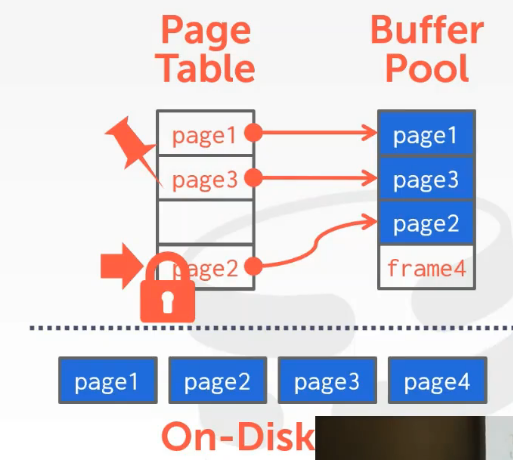 Page
Table
Buffer
Pool
page1
page3
page2
page1
page3
page2
frame4
page1 page2 page3 page4
On-Disk